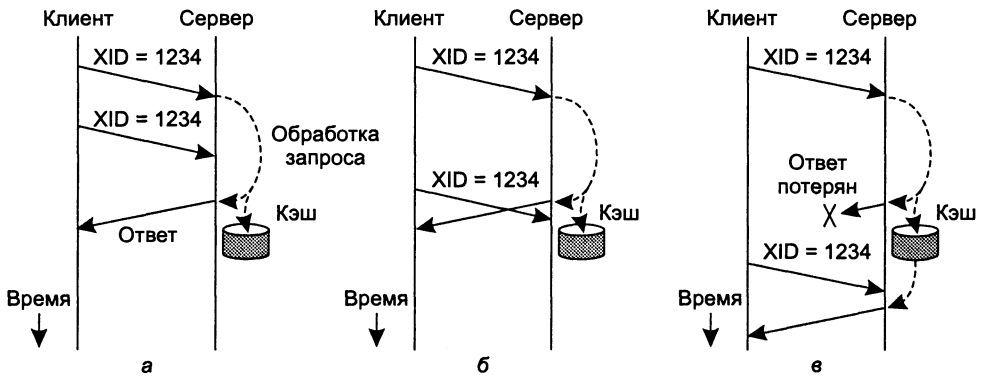 Клиент
Сервер
XID = 1234
XID = 1234
Обработка
запроса
Ответ
Кэш
Время
а
Клиент
Сервер
XID = 1234
XID = 1234
Кэш
Время
б
Клиент
Сервер
XID = 1234
Ответ
потерян
Кэш
XID = 1234
Время
в